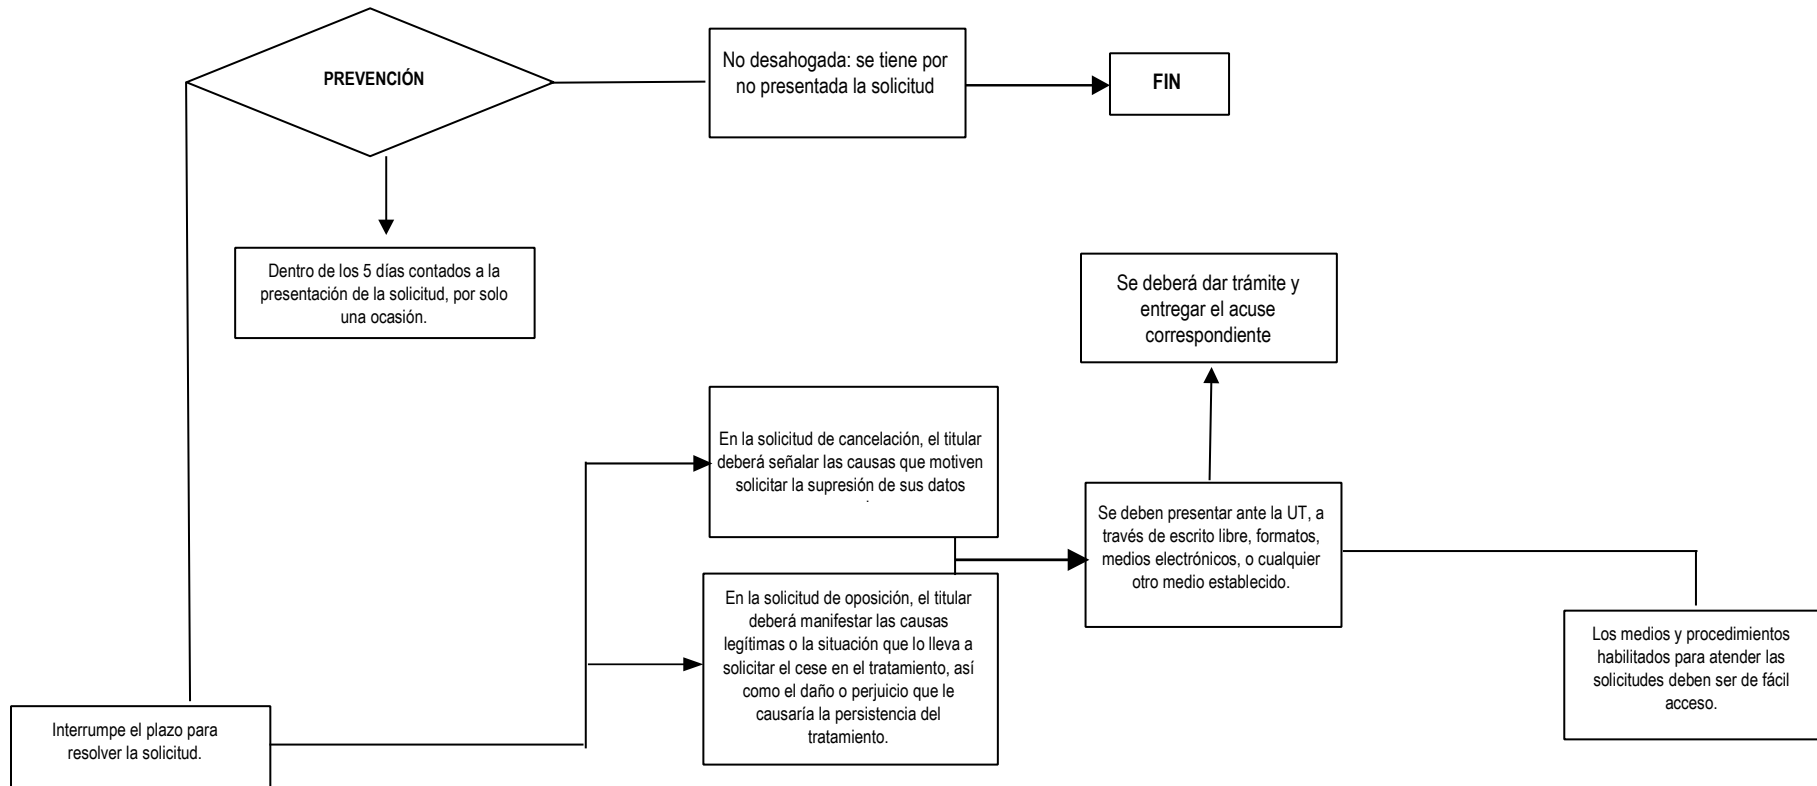 PREVENCIÓN
No desahogada: se tiene por
no presentada la solicitud
FIN
Dentro de los 5 días contados a la
presentación de la solicitud, por solo
una ocasión.
Se deberá dar trámite y
entregar el acuse
correspondiente
En la solicitud de cancelación, el titular
deberá señalar las causas que motiven
solicitar la supresión de sus datos
Se deben presentar ante la UT, a
través de escrito libre, formatos,
medios electrónicos, o cualquier
otro medio establecido.
En la solicitud de oposición, el titular
deberá manifestar las causas
legítimas o la situación que lo lleva a
solicitar el cese en el tratamiento, así
como el daño o perjuicio que le
causaría la persistencia del
tratamiento.
Los medios y procedimientos
habilitados para atender las
solicitudes deben ser de fácil
acceso.
Interrumpe el plazo para
resolver la solicitud.